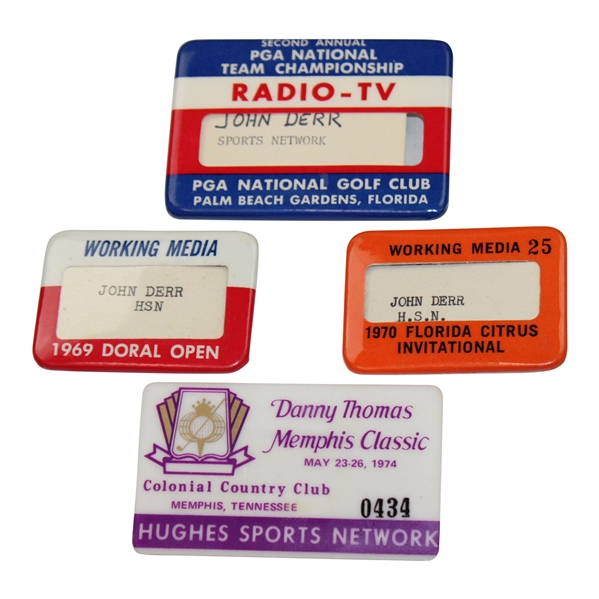 SECOND ANNUAL
PGA NATIONAL
TEAM CHAMPIONSHIP
RADIO-TV
JOHN DERR
SPORTS NETWORK
PGA NATIONAL GOLF CLUB
PALM BEACH GARDENS, FLORIDA
WORKING MEDIA
JOHN DERR
HSN
1969 DORAL OPEN
WORKING MEDIA 25
JOHN DERR
H.S.N.
1970 FLORIDA CITRUS
INVITATIONAL
Danny Thomas
Memphis Classic
MAY 23-26, 1974
Colonial Country Club
MEMPHIS, TENNESSEE
0434
HUGHES SPORTS NETWORK